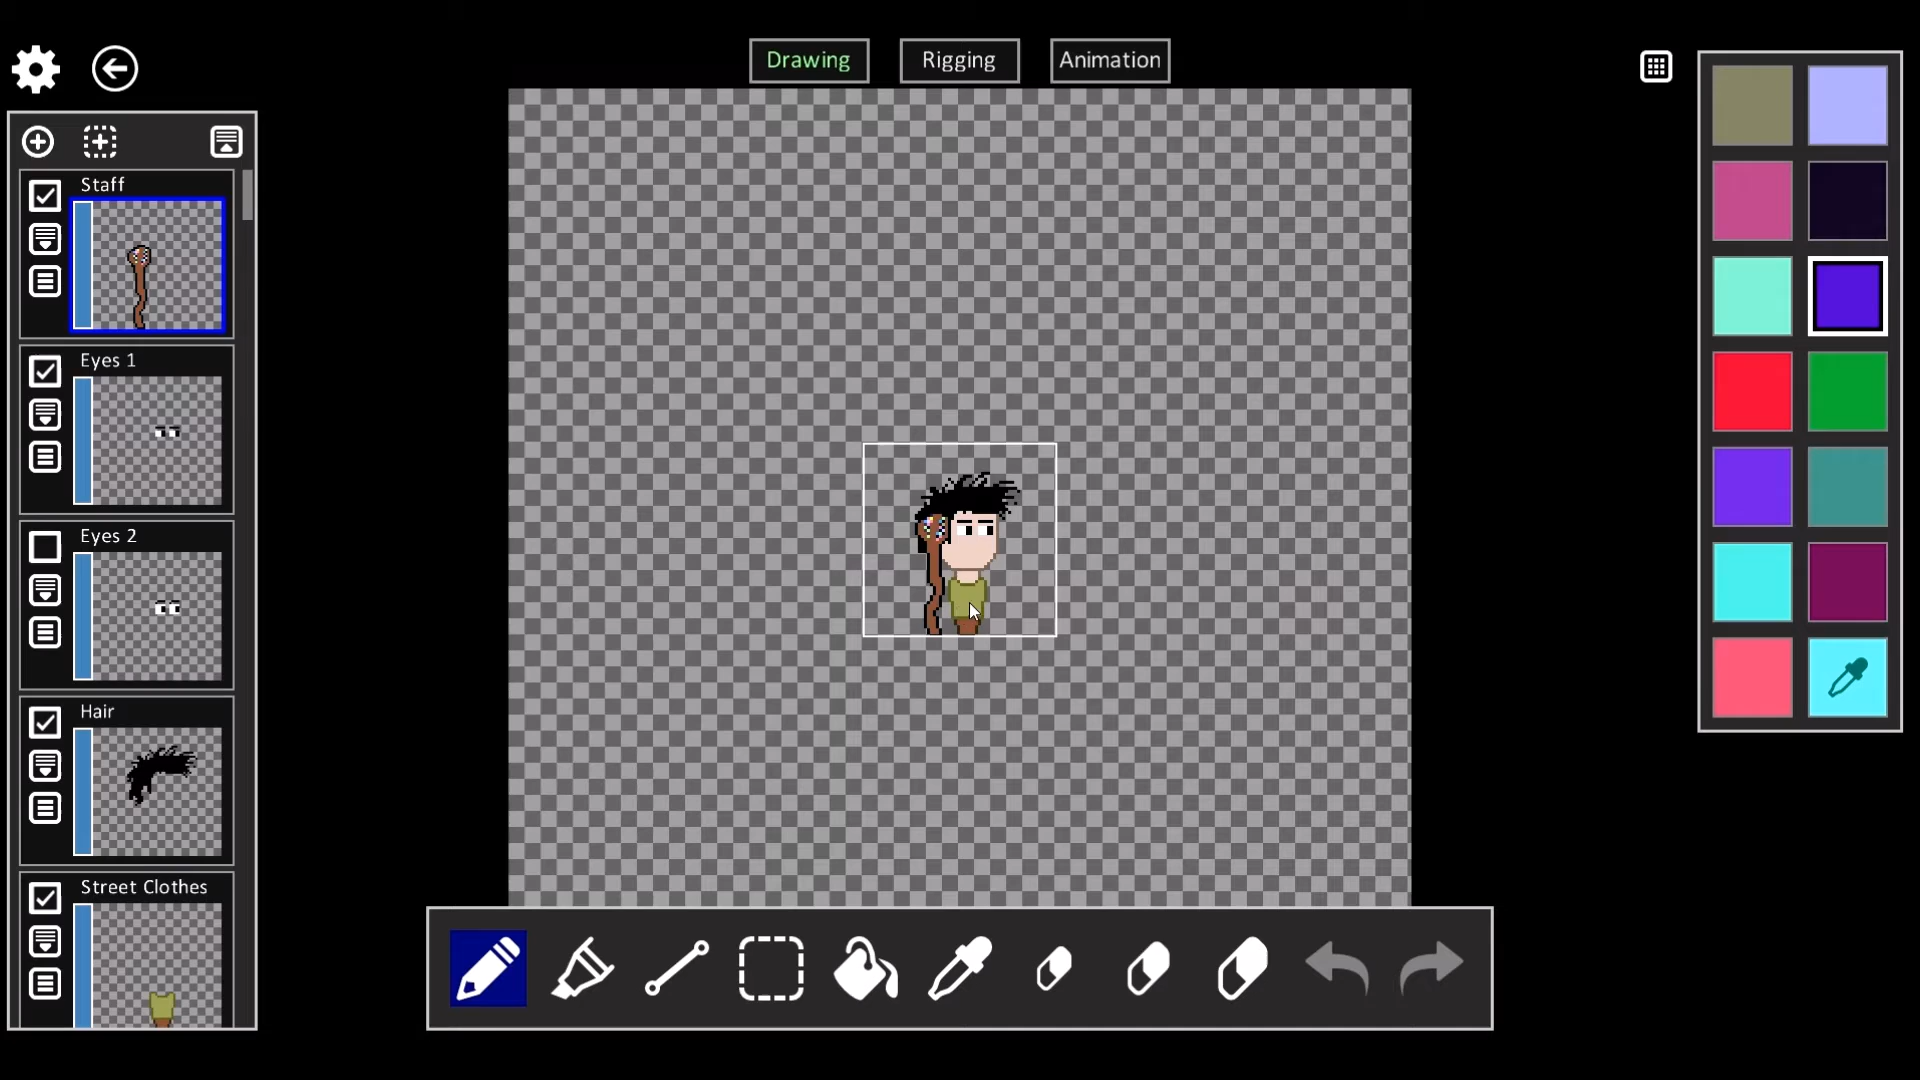 Drawing
Rigging
Animation
Staff
Eyes 1
Eyes 2
Hair
Street Clothes